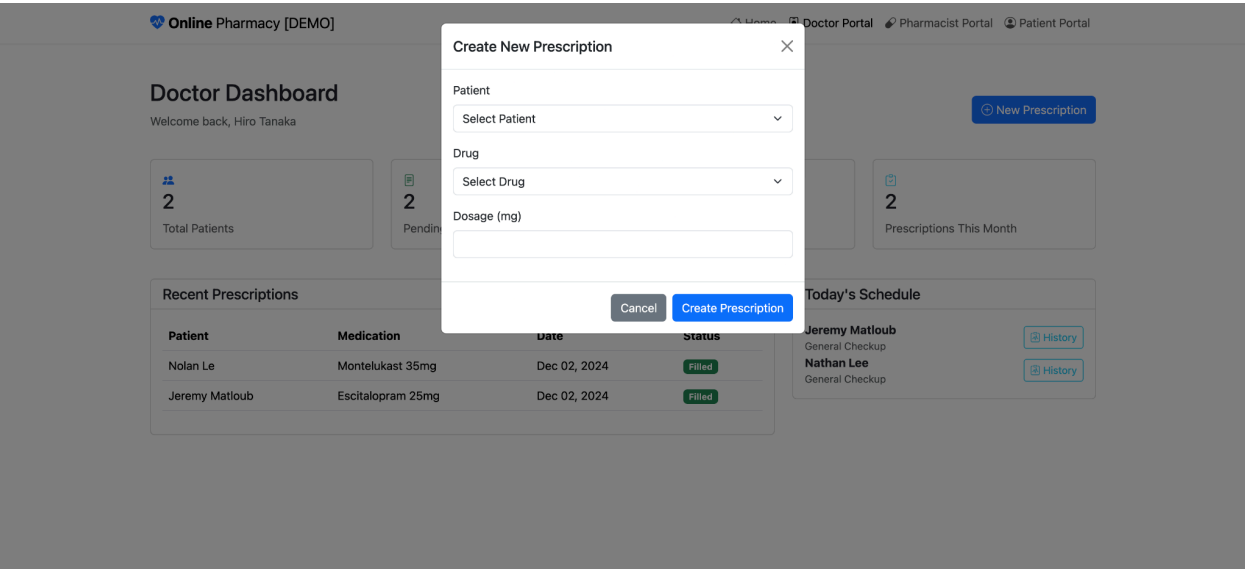 Online Pharmacy [DEMO]
Home Doctor Portal Pharmacist Portal Patient Portal
Create New Prescription
Patient
Select Patient
Drug
Select Drug
Dosage (mg)
Cancel Create Prescription
Doctor Dashboard
Welcome back, Hiro Tanaka
New Prescription
2
Total Patients
2
Pendin
2
Prescriptions This Month
Recent Prescriptions
Patient Medication Date Status
Nolan Le Montelukast 35mg Dec 02, 2024 Filled
Jeremy Matloub Escitalopram 25mg Dec 02, 2024 Filled
Today's Schedule
Jeremy Matloub
General Checkup
History
Nathan Lee
General Checkup
History